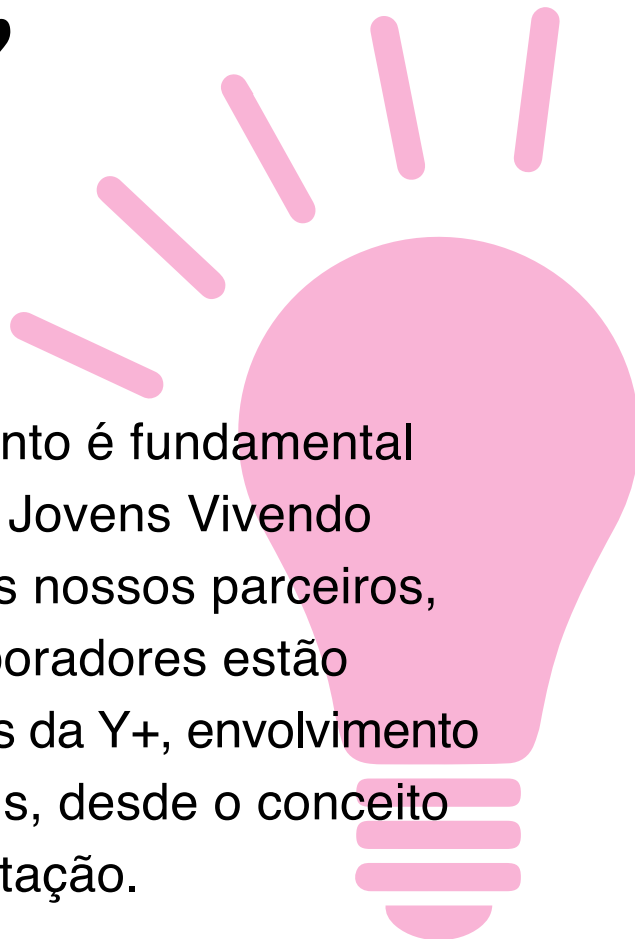 nto é fundamental
Jovens Vivendo
s nossos parceiros,
oradores estão
s da Y+, envolvimento
s, desde o conceito
tação.